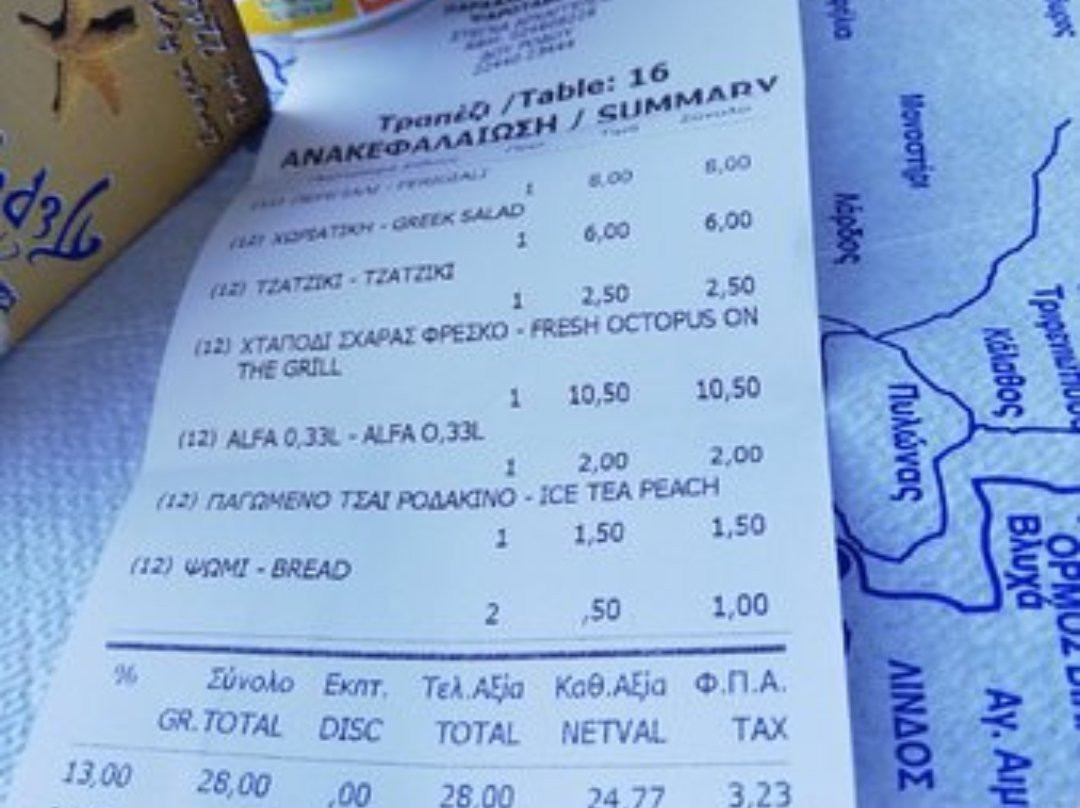 Τραπέζι /Table: 16
ΑΝΑΚΕΦΑΛΑΙΩΣΗ / SUMMARY
Τιμή Σύνολο
1 8,00 8,00
(12) ΧΩΡΙΑΤΙΚΗ - GREEK SALAD
1 6,00 6,00
(12) ΤΖΑΤΖΙΚΙ - TZATZIKI
1 2,50 2,50
(12) ΧΤΑΠΟΔΙ ΣΧΑΡΑΣ ΦΡΕΣΚΟ - FRESH OCTOPUS ON
THE GRILL
1 10,50 10,50
(12) ALFA 0,33L - ALFA 0,33L
1 2,00 2,00
(12) ΠΑΓΩΜΕΝΟ ΤΣΑΙ ΡΟΔΑΚΙΝΟ - ICE TEA PEACH
1 1,50 1,50
(12) ΨΩΜΙ - BREAD
2 ,50 1,00
% Σύνολο Εκπτ. Τελ.Αξία Καθ.Αξία Φ.Π.Α.
GR.TOTAL DISC TOTAL NETVAL TAX
13,00 28,00 ,00 28,00 24,77 3,23
Μοναστήρι
Λάρδος
Κάλαθος
Πυλώνας
Βλυχά
ΟΡΜΟΣ
ΛΙΝΔΟΣ
Αγ. Αιμ